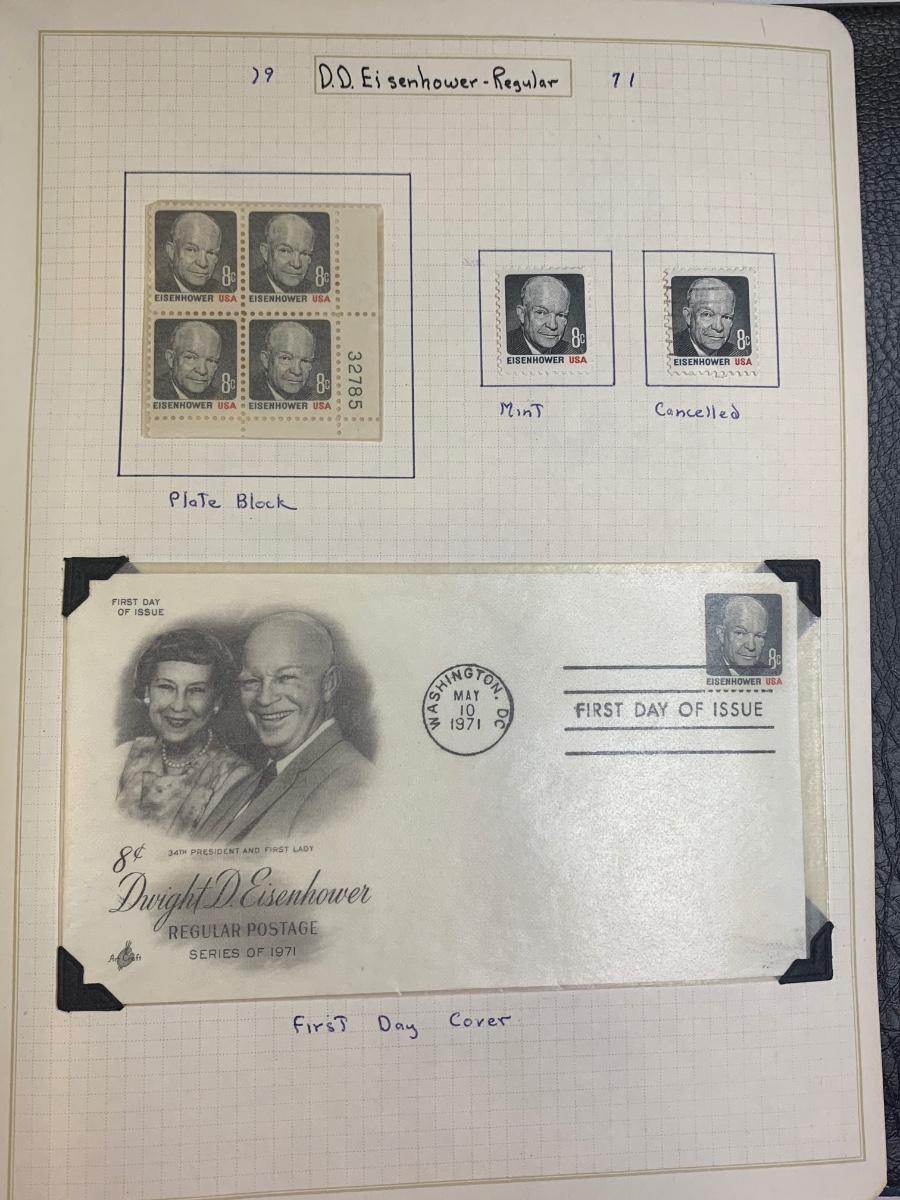 19 D.D. Eisenhower-Regular 71
8c
EISENHOWER USA
8c
EISENHOWER USA
8c
EISENHOWER USA
8c
EISENHOWER USA
32785
8c
EISENHOWER USA
8c
EISENHOWER USA
Mint
Cancelled
Plate Block
FIRST DAY
OF ISSUE
WASHINGTON, DC
MAY
10
1971
8c
EISENHOWER USA
FIRST DAY OF ISSUE
34TH PRESIDENT AND FIRST LADY
8¢
Dwight D. Eisenhower
REGULAR POSTAGE
SERIES OF 1971
ArtCraft
First Day Cover